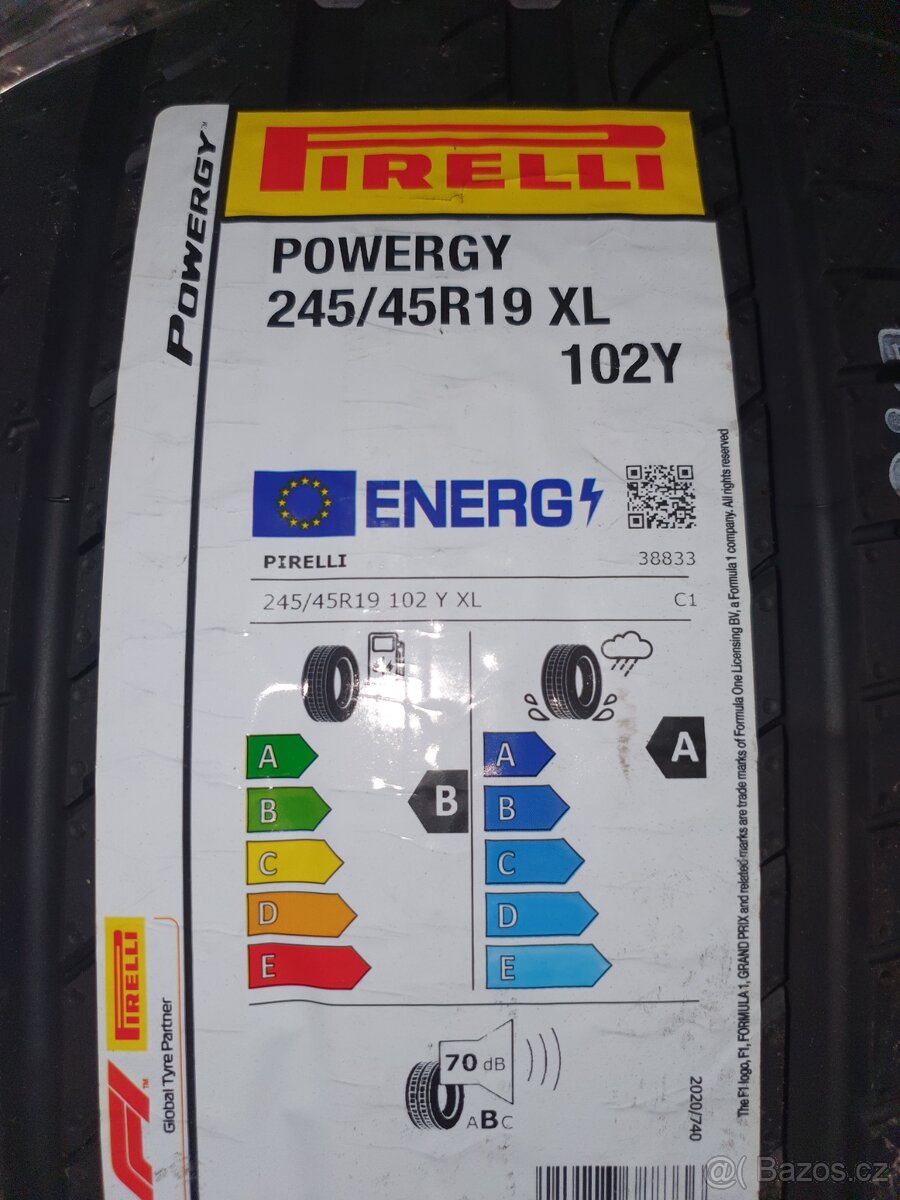 POWERGY™
PIRELLI
POWERGY
245/45R19 XL
102Y
ENERG
PIRELLI 38833
245/45R19 102 Y XL C1
A
B
C
D
E
B
A
B
C
D
E
A
70 dB
ABC
2020/740
The F1 logo, F1, FORMULA 1, GRAND PRIX and related marks are trade marks of Formula One Licensing BV, a Formula 1 company. All rights reserved
PIRELLI
F1™
Global Tyre Partner
@( Bazos.cz